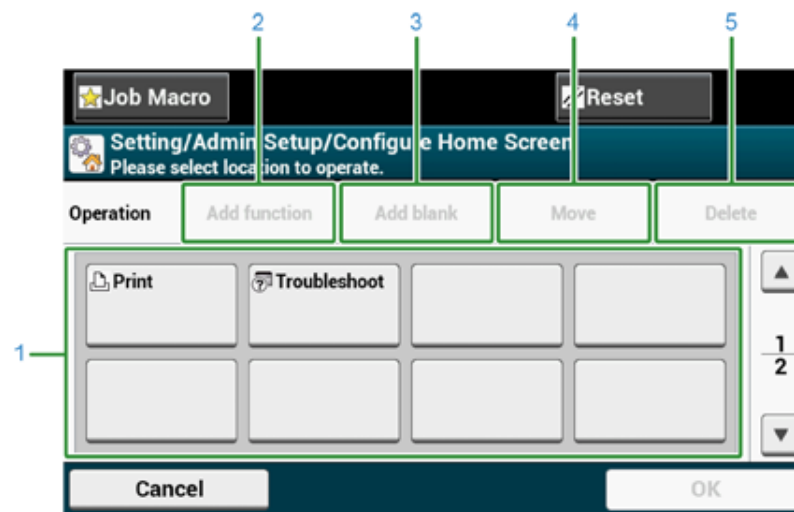 2 3 4 5
Job Macro Reset
Setting/Admin Setup/Configure Home Screen
Please select location to operate.
Operation Add function Add blank Move Delete
Print Troubleshoot
1
1
2
Cancel OK